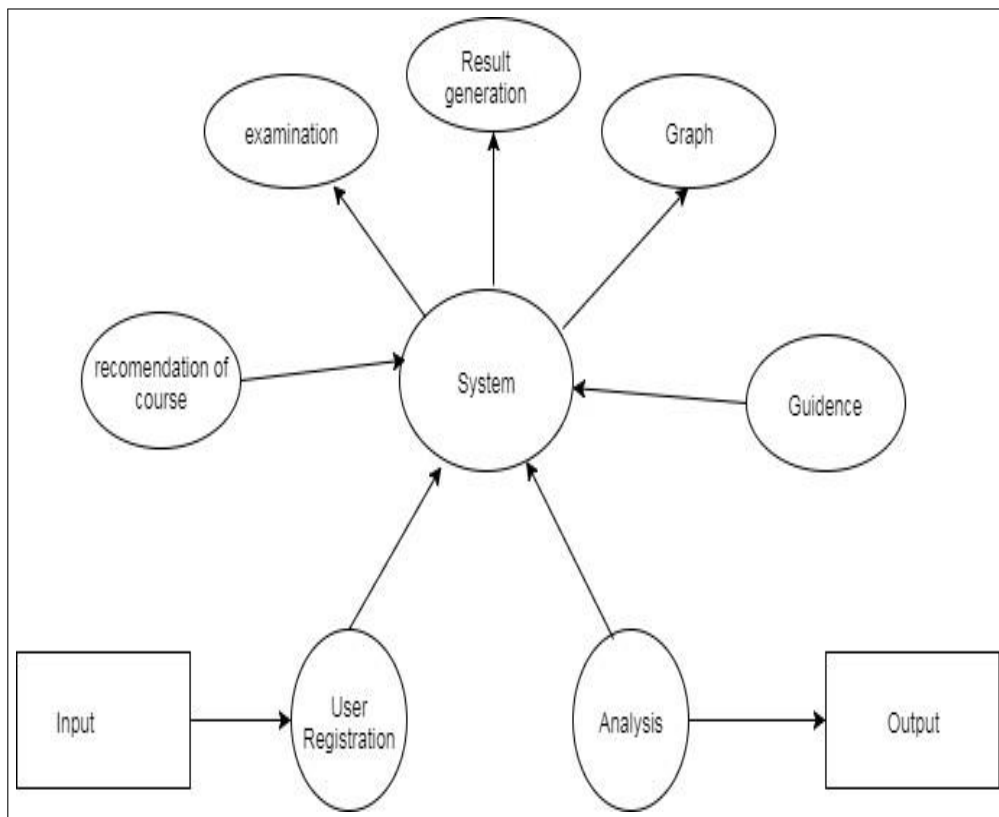 Result
generation
examination
Graph
recomendation of
course
System
Guidence
Input
User
Registration
Analysis
Output